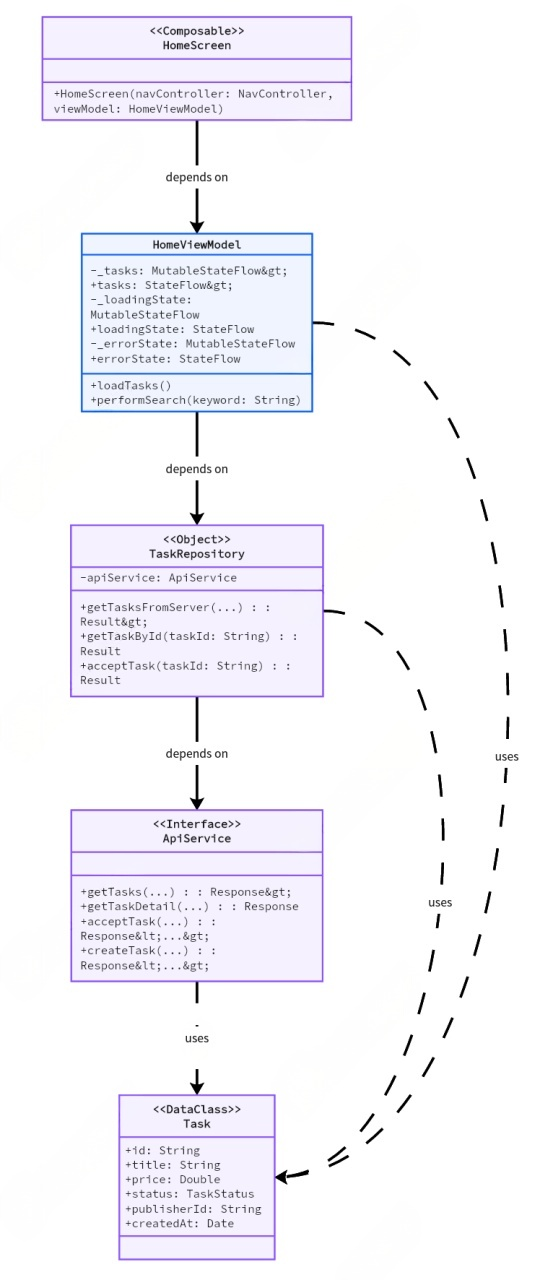 <<Composable>>
HomeScreen
+HomeScreen(navController: NavController,
viewModel: HomeViewModel)
depends on
HomeViewModel
-_tasks: MutableStateFlow&gt;
+tasks: StateFlow&gt;
-_loadingState:
MutableStateFlow
+loadingState: StateFlow
-_errorState: MutableStateFlow
+errorState: StateFlow
+loadTasks()
+performSearch(keyword: String)
depends on
<<Object>>
TaskRepository
-apiService: ApiService
+getTasksFromServer(...) : :
Result&gt;
+getTaskById(taskId: String) : :
Result
+acceptTask(taskId: String) : :
Result
depends on
uses
<<Interface>>
ApiService
+getTasks(...) : : Response&gt;
+getTaskDetail(...) : : Response
+acceptTask(...) : :
Response&lt;...&gt;
+createTask(...) : :
Response&lt;...&gt;
uses
uses
<<DataClass>>
Task
+id: String
+title: String
+price: Double
+status: TaskStatus
+publisherId: String
+createdAt: Date